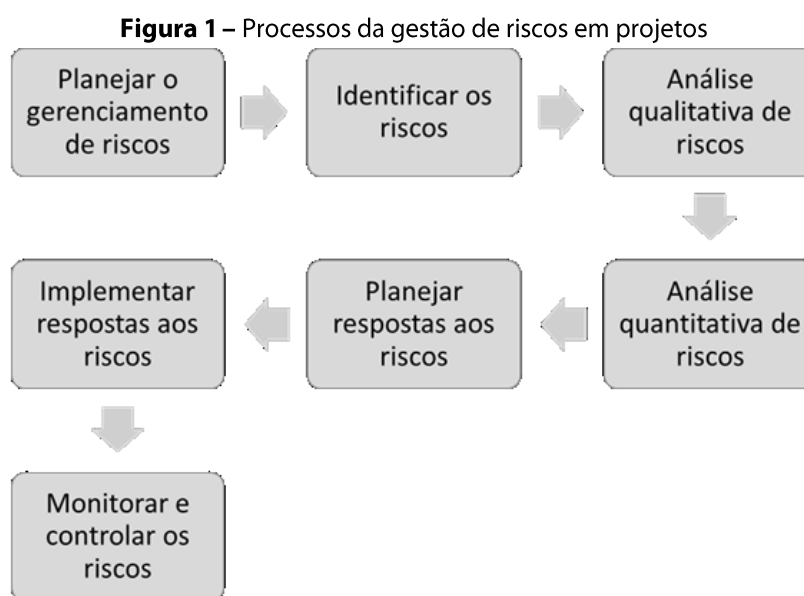 Figura 1 – Processos da gestão de riscos em projetos
Planejar o
gerenciamento
de riscos
Identificar os
riscos
Análise
qualitativa de
riscos
Análise
quantitativa de
riscos
Planejar
respostas aos
riscos
Implementar
respostas aos
riscos
Monitorar e
controlar os
riscos